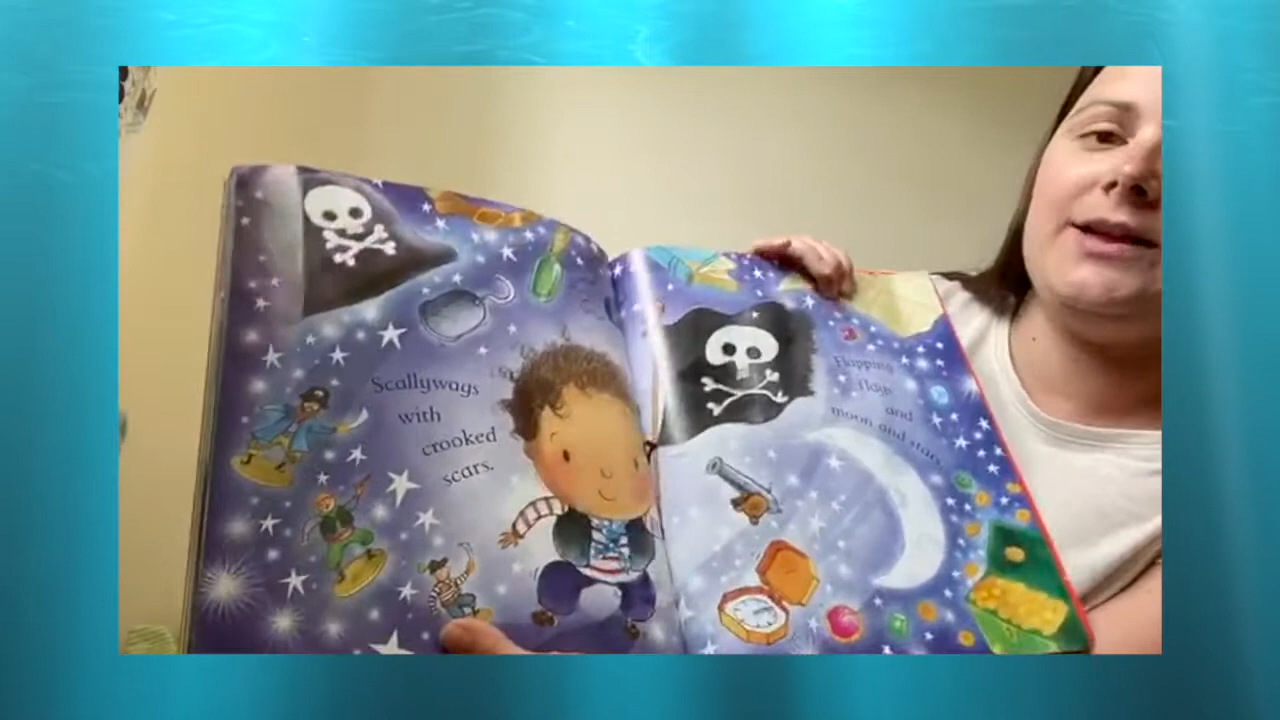 Scallywags
with
crooked
scars.
Flapping
flags
and
moon and stars.